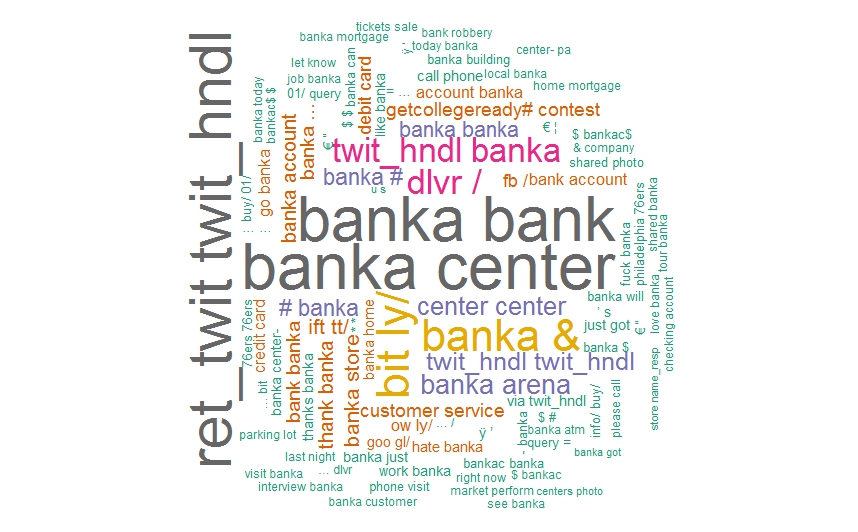 tickets sale
banka mortgage
bank robbery
today banka
center- pa
let know
banka building
job banka
call phone
local banka
01/ query
= ...
account banka
home mortgage
banka today
bankac$ $
$ $ banka can
debit card
like banka
getcollegeready# contest
banka ...
banka banka
€ ¦
$ bankac$
€"
twit_hndl banka
& company
shared photo
ret_twit twit_hndl
... buy/ 01/
go banka
banka account
banka #
dlvr /
fb /
bank account
u s
banka bank
banka center
fuck banka
philadelphia 76ers
shared banka
tour banka
# banka
bit ly/
center center
banka will
' s
love banka
checking account
76ers 76ers
credit card
ift tt/
**
banka home
banka &
just got
€"
... bit
banka center-
bank banka
thanks banka
thank banka
banka store
twit_hndl twit_hndl
banka $
banka arena
store name_resp
customer service
via twit_hndl
info/ buy/
please call
parking lot
ow ly/
... /
ÿ ,
, banka
$ #
banka atm
query =
goo gl/
hate banka
banka got
last night
banka just
visit banka
... dlvr
work banka
bankac banka
right now
$ bankac
interview banka
phone visit
market perform
centers photo
banka customer
see banka